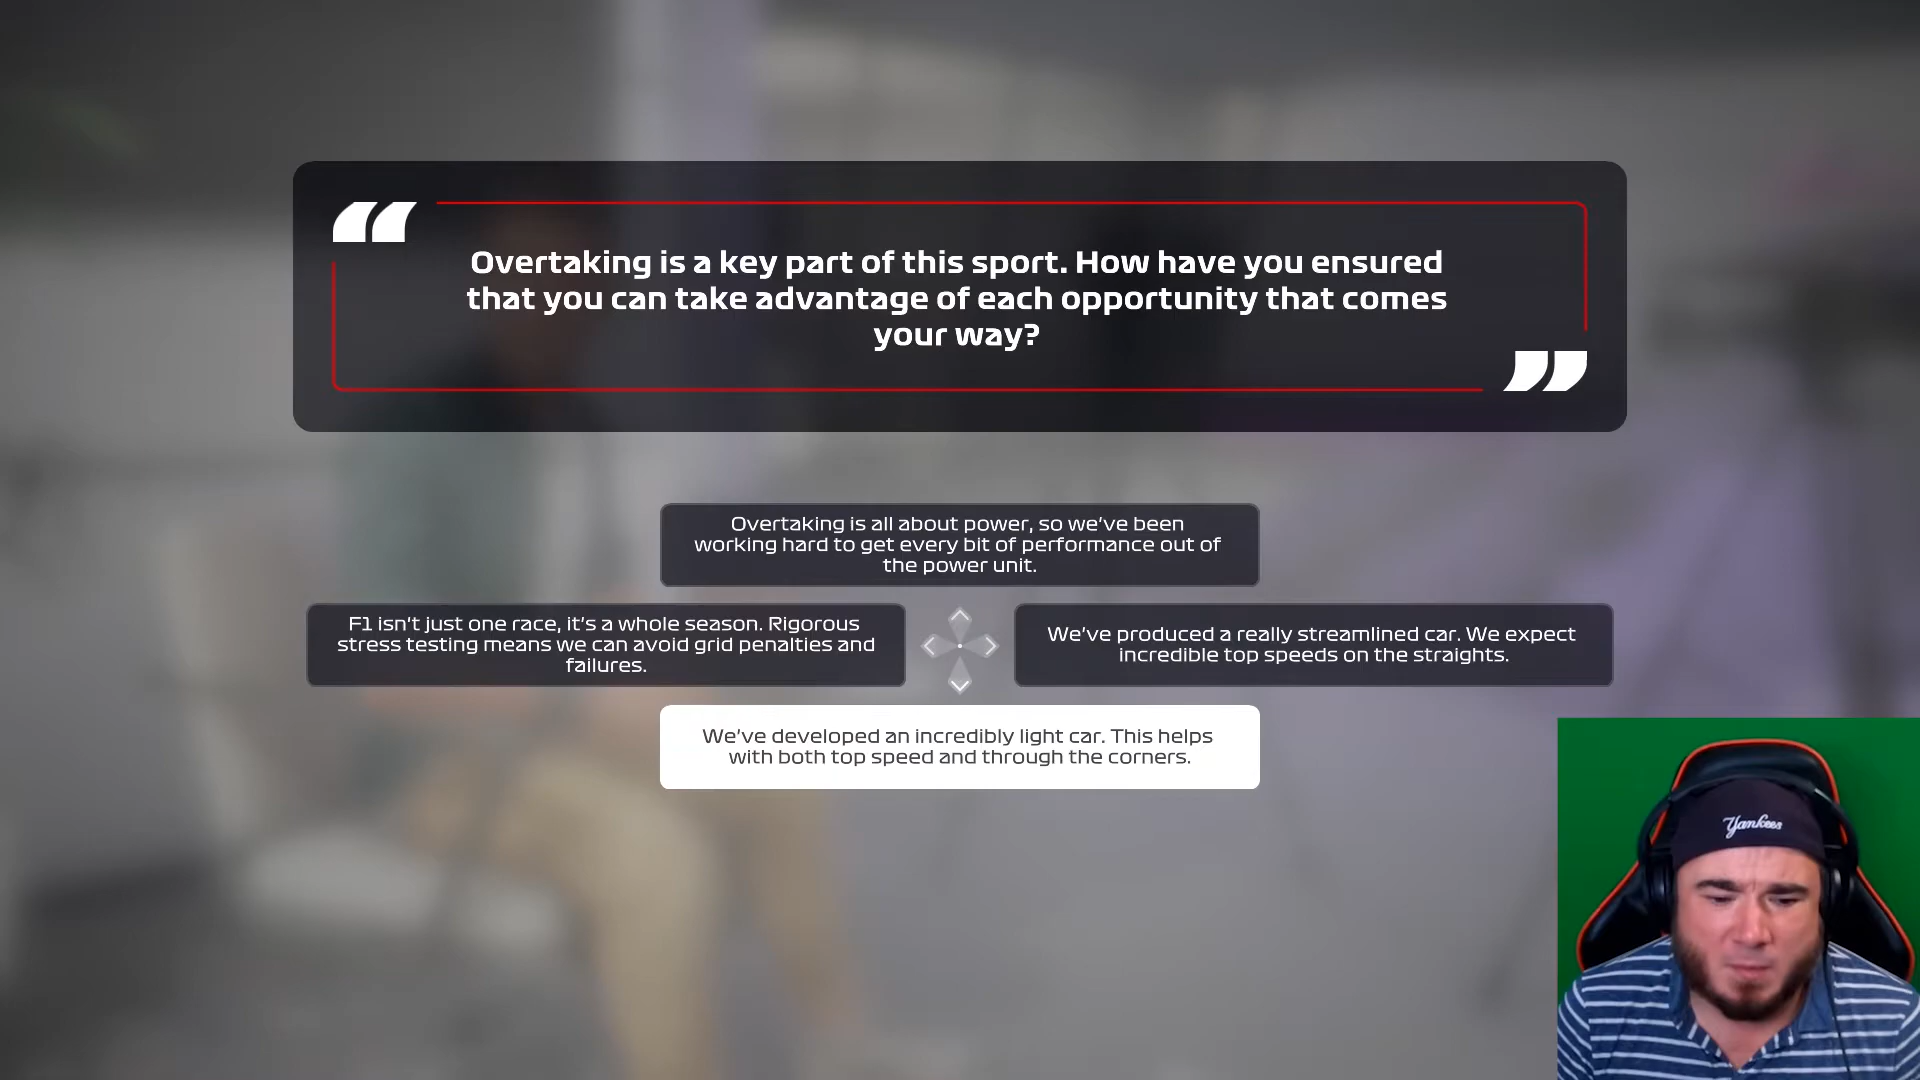 Overtaking is a key part of this sport. How have you ensured
that you can take advantage of each opportunity that comes
your way?
Overtaking is all about power, so we've been
working hard to get every bit of performance out of
the power unit.
F1 isn't just one race, it's a whole season. Rigorous
stress testing means we can avoid grid penalties and
failures.
We've produced a really streamlined car. We expect
incredible top speeds on the straights.
We've developed an incredibly light car. This helps
with both top speed and through the corners.
Yankees